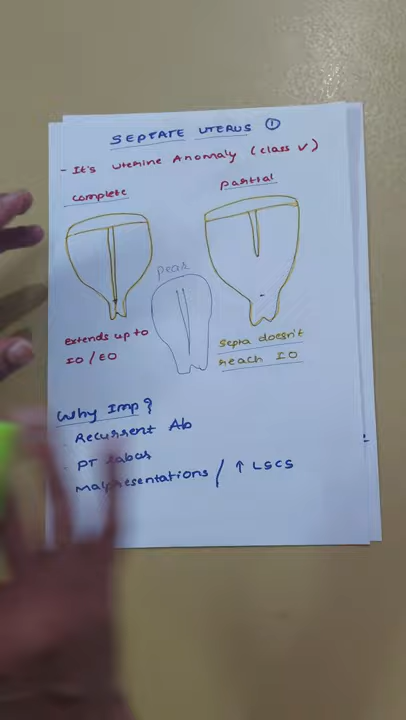 SEPTATE UTERUS ①
- It's Uterine Anomaly (class V)
complete
partial
pear
extends up to
IO / EO
Septa doesn't
reach IO
Why Imp?
Recurrent Ab
PT labar
Malpresentations / ↑ LSCS